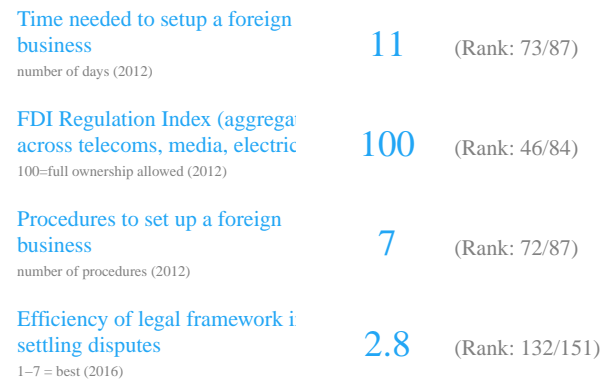 Time needed to setup a foreign
business
number of days (2012)
11
(Rank: 73/87)
FDI Regulation Index (aggregat
across telecoms, media, electric
100=full ownership allowed (2012)
100
(Rank: 46/84)
Procedures to set up a foreign
business
number of procedures (2012)
7
(Rank: 72/87)
Efficiency of legal framework i
settling disputes
1–7 = best (2016)
2.8
(Rank: 132/151)